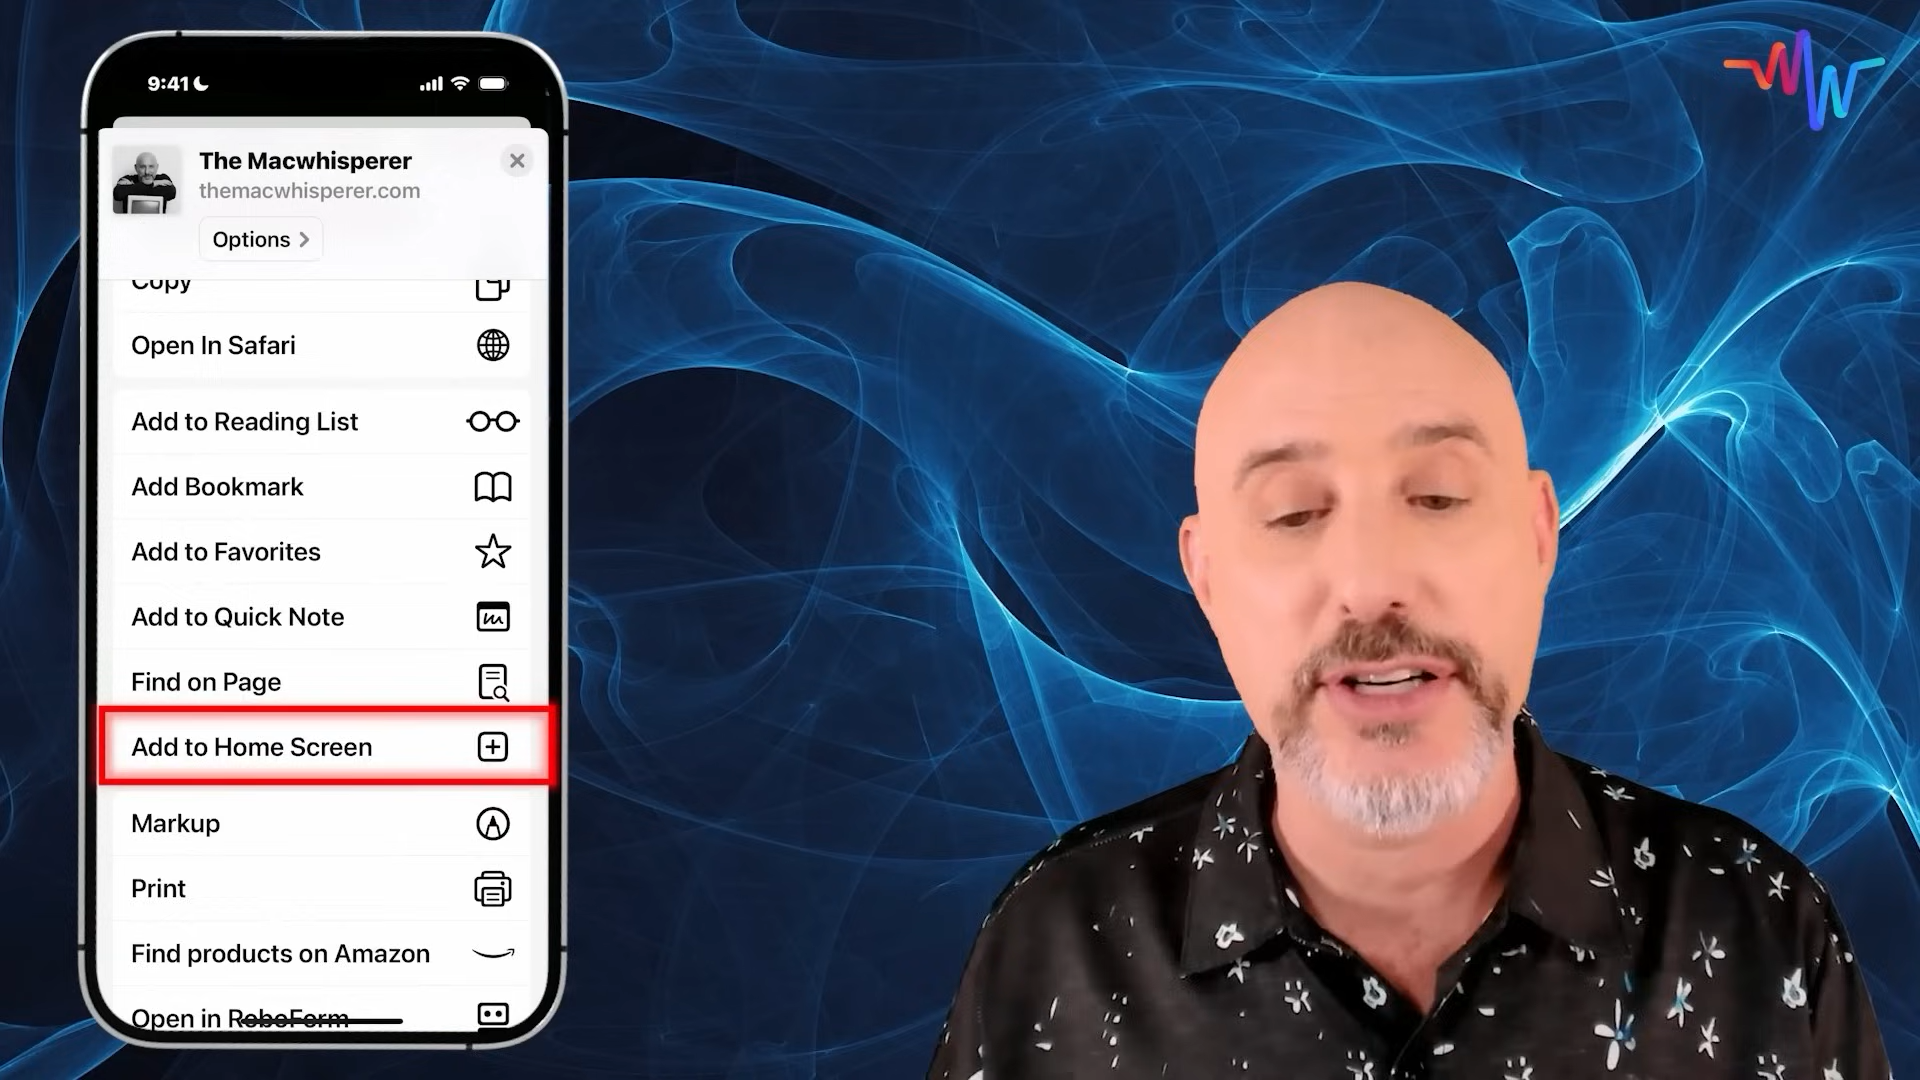 9:41
The Macwhisperer
themacwhisperer.com
Options
Copy
Open In Safari
Add to Reading List
Add Bookmark
Add to Favorites
Add to Quick Note
Find on Page
Add to Home Screen
Markup
Print
Find products on Amazon
Open in RoboForm
MW